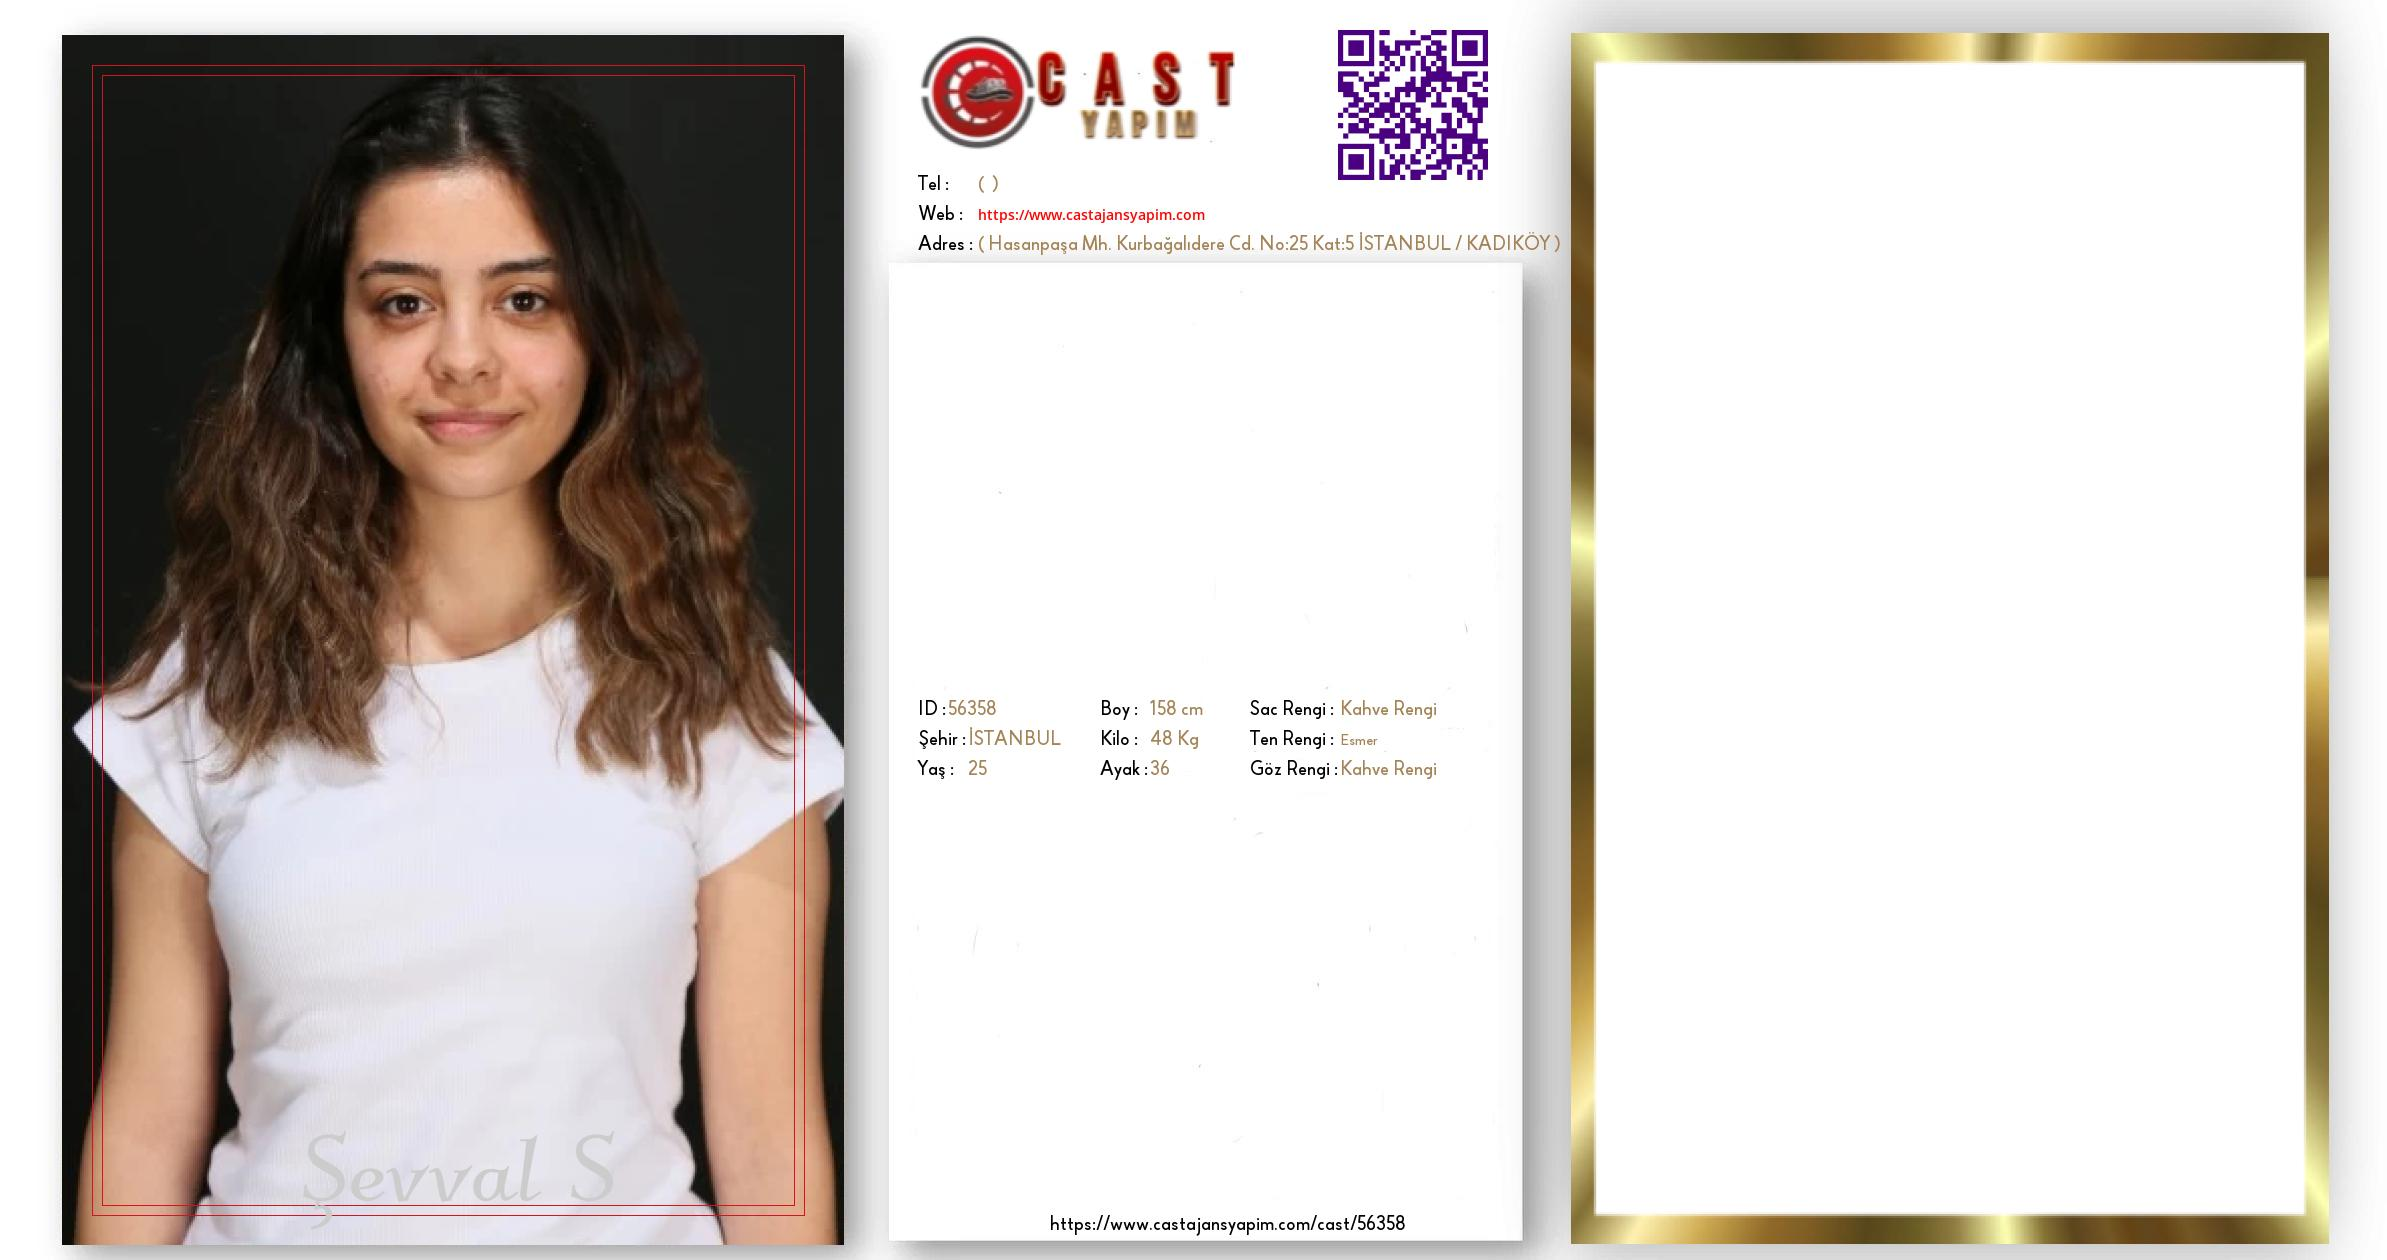 Şevval S
CAST
YAPIM
Tel : ( )
Web : https://www.castajansyapim.com
Adres : ( Hasanpaşa Mh. Kurbağalıdere Cd. No:25 Kat:5 İSTANBUL / KADIKÖY )
ID : 56358 Boy : 158 cm Sac Rengi : Kahve Rengi
Şehir : İSTANBUL Kilo : 48 Kg Ten Rengi : Esmer
Yaş : 25 Ayak : 36 Göz Rengi : Kahve Rengi
https://www.castajansyapim.com/cast/56358